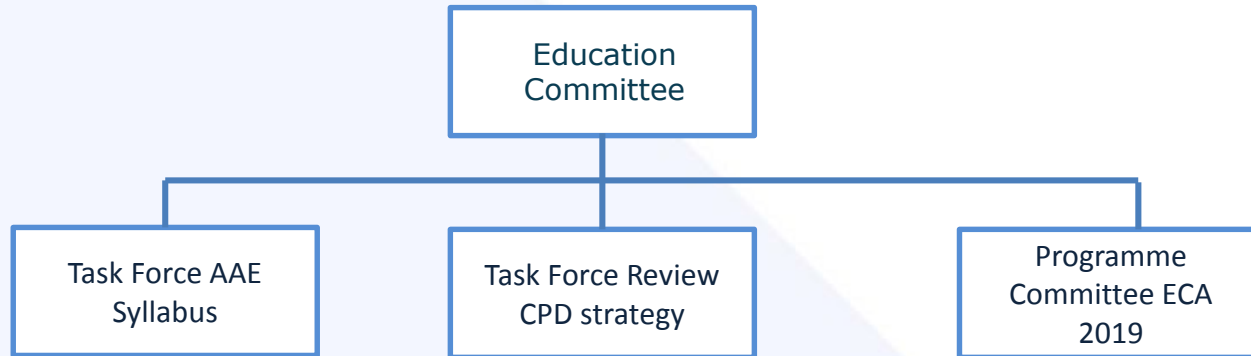 Education
Committee
Task Force AAE
Syllabus
Task Force Review
CPD strategy
Programme
Committee ECA
2019